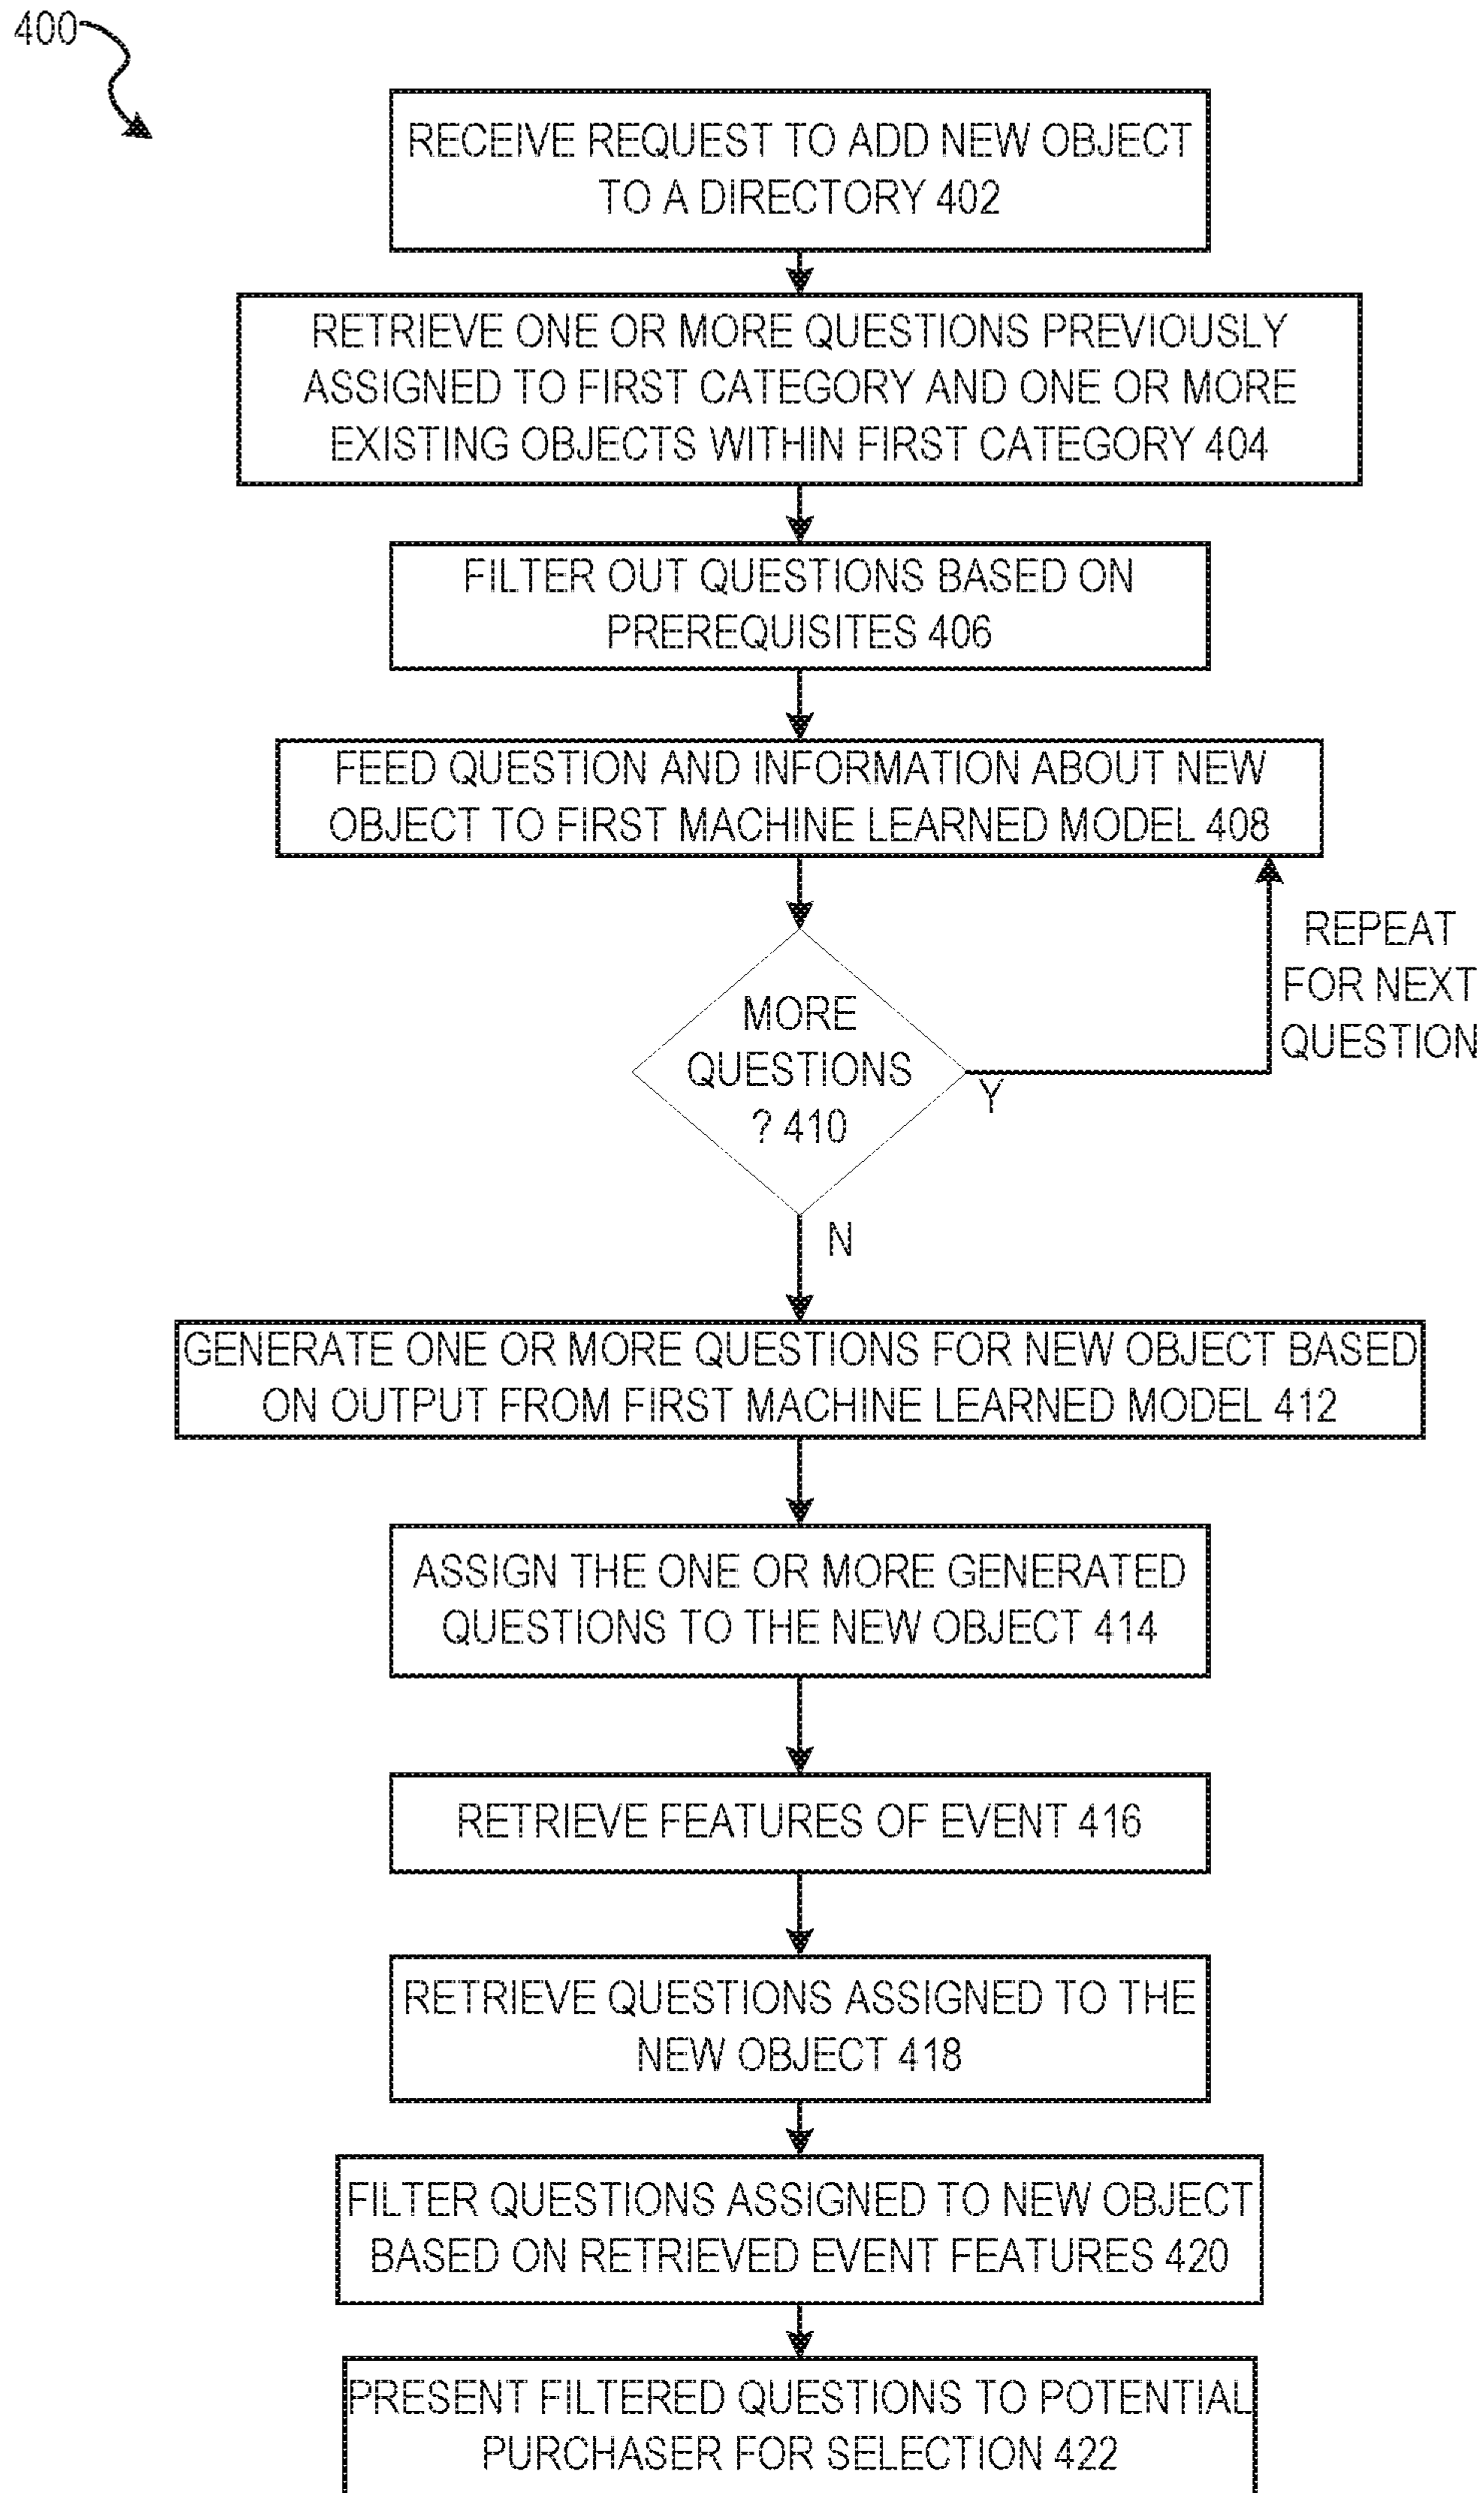 400
RECEIVE REQUEST TO ADD NEW OBJECT
TO A DIRECTORY 402
RETRIEVE ONE OR MORE QUESTIONS PREVIOUSLY
ASSIGNED TO FIRST CATEGORY AND ONE OR MORE
EXISTING OBJECTS WITHIN FIRST CATEGORY 404
FILTER OUT QUESTIONS BASED ON
PREREQUISITES 406
FEED QUESTION AND INFORMATION ABOUT NEW
OBJECT TO FIRST MACHINE LEARNED MODEL 408
REPEAT
FOR NEXT
QUESTION
MORE
QUESTIONS
? 410
Y
N
GENERATE ONE OR MORE QUESTIONS FOR NEW OBJECT BASED
ON OUTPUT FROM FIRST MACHINE LEARNED MODEL 412
ASSIGN THE ONE OR MORE GENERATED
QUESTIONS TO THE NEW OBJECT 414
RETRIEVE FEATURES OF EVENT 416
RETRIEVE QUESTIONS ASSIGNED TO THE
NEW OBJECT 418
FILTER QUESTIONS ASSIGNED TO NEW OBJECT
BASED ON RETRIEVED EVENT FEATURES 420
PRESENT FILTERED QUESTIONS TO POTENTIAL
PURCHASER FOR SELECTION 422